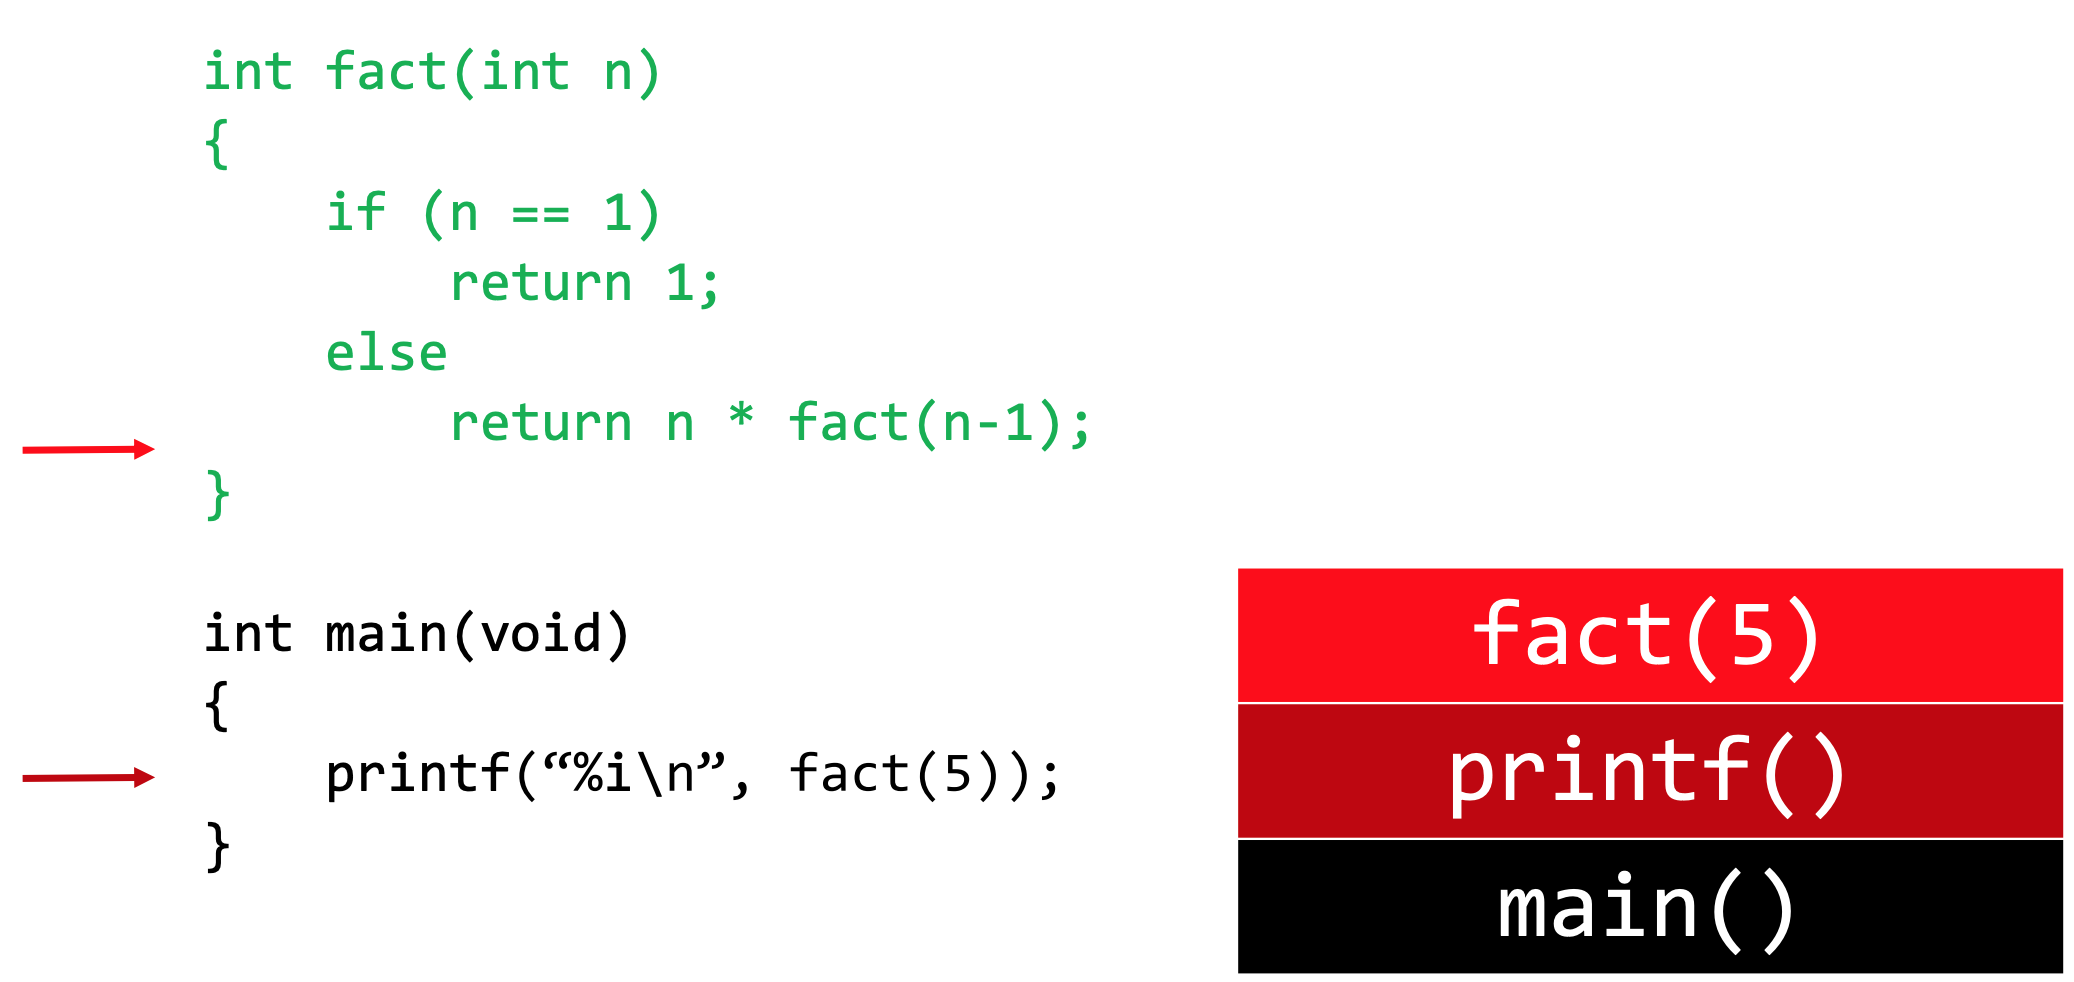 int fact(int n)
{
    if (n == 1)
        return 1;
    else
        return n * fact(n-1);
}
int main(void)
{
    printf(“%i\n”, fact(5));
}
fact(5)
printf()
main()